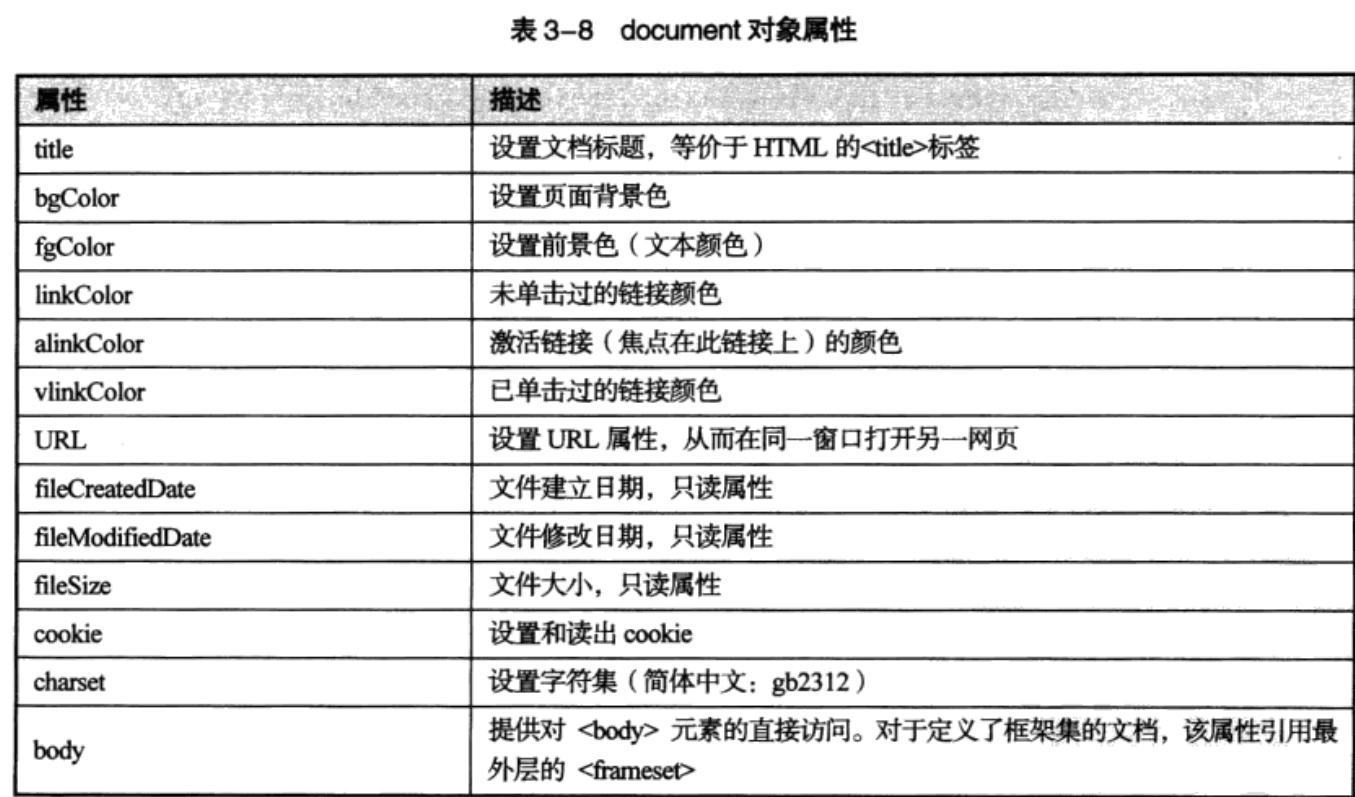 表 3-8 document 对象属性
属性 描述
title 设置文档标题，等价于 HTML 的<title>标签
bgColor 设置页面背景色
fgColor 设置前景色（文本颜色）
linkColor 未单击过的链接颜色
alinkColor 激活链接（焦点在此链接上）的颜色
vlinkColor 已单击过的链接颜色
URL 设置 URL 属性，从而在同一窗口打开另一网页
fileCreatedDate 文件建立日期，只读属性
fileModifiedDate 文件修改日期，只读属性
fileSize 文件大小，只读属性
cookie 设置和读出 cookie
charset 设置字符集（简体中文：gb2312）
body 提供对 <body> 元素的直接访问。对于定义了框架集的文档，该属性引用最
外层的 <frameset>